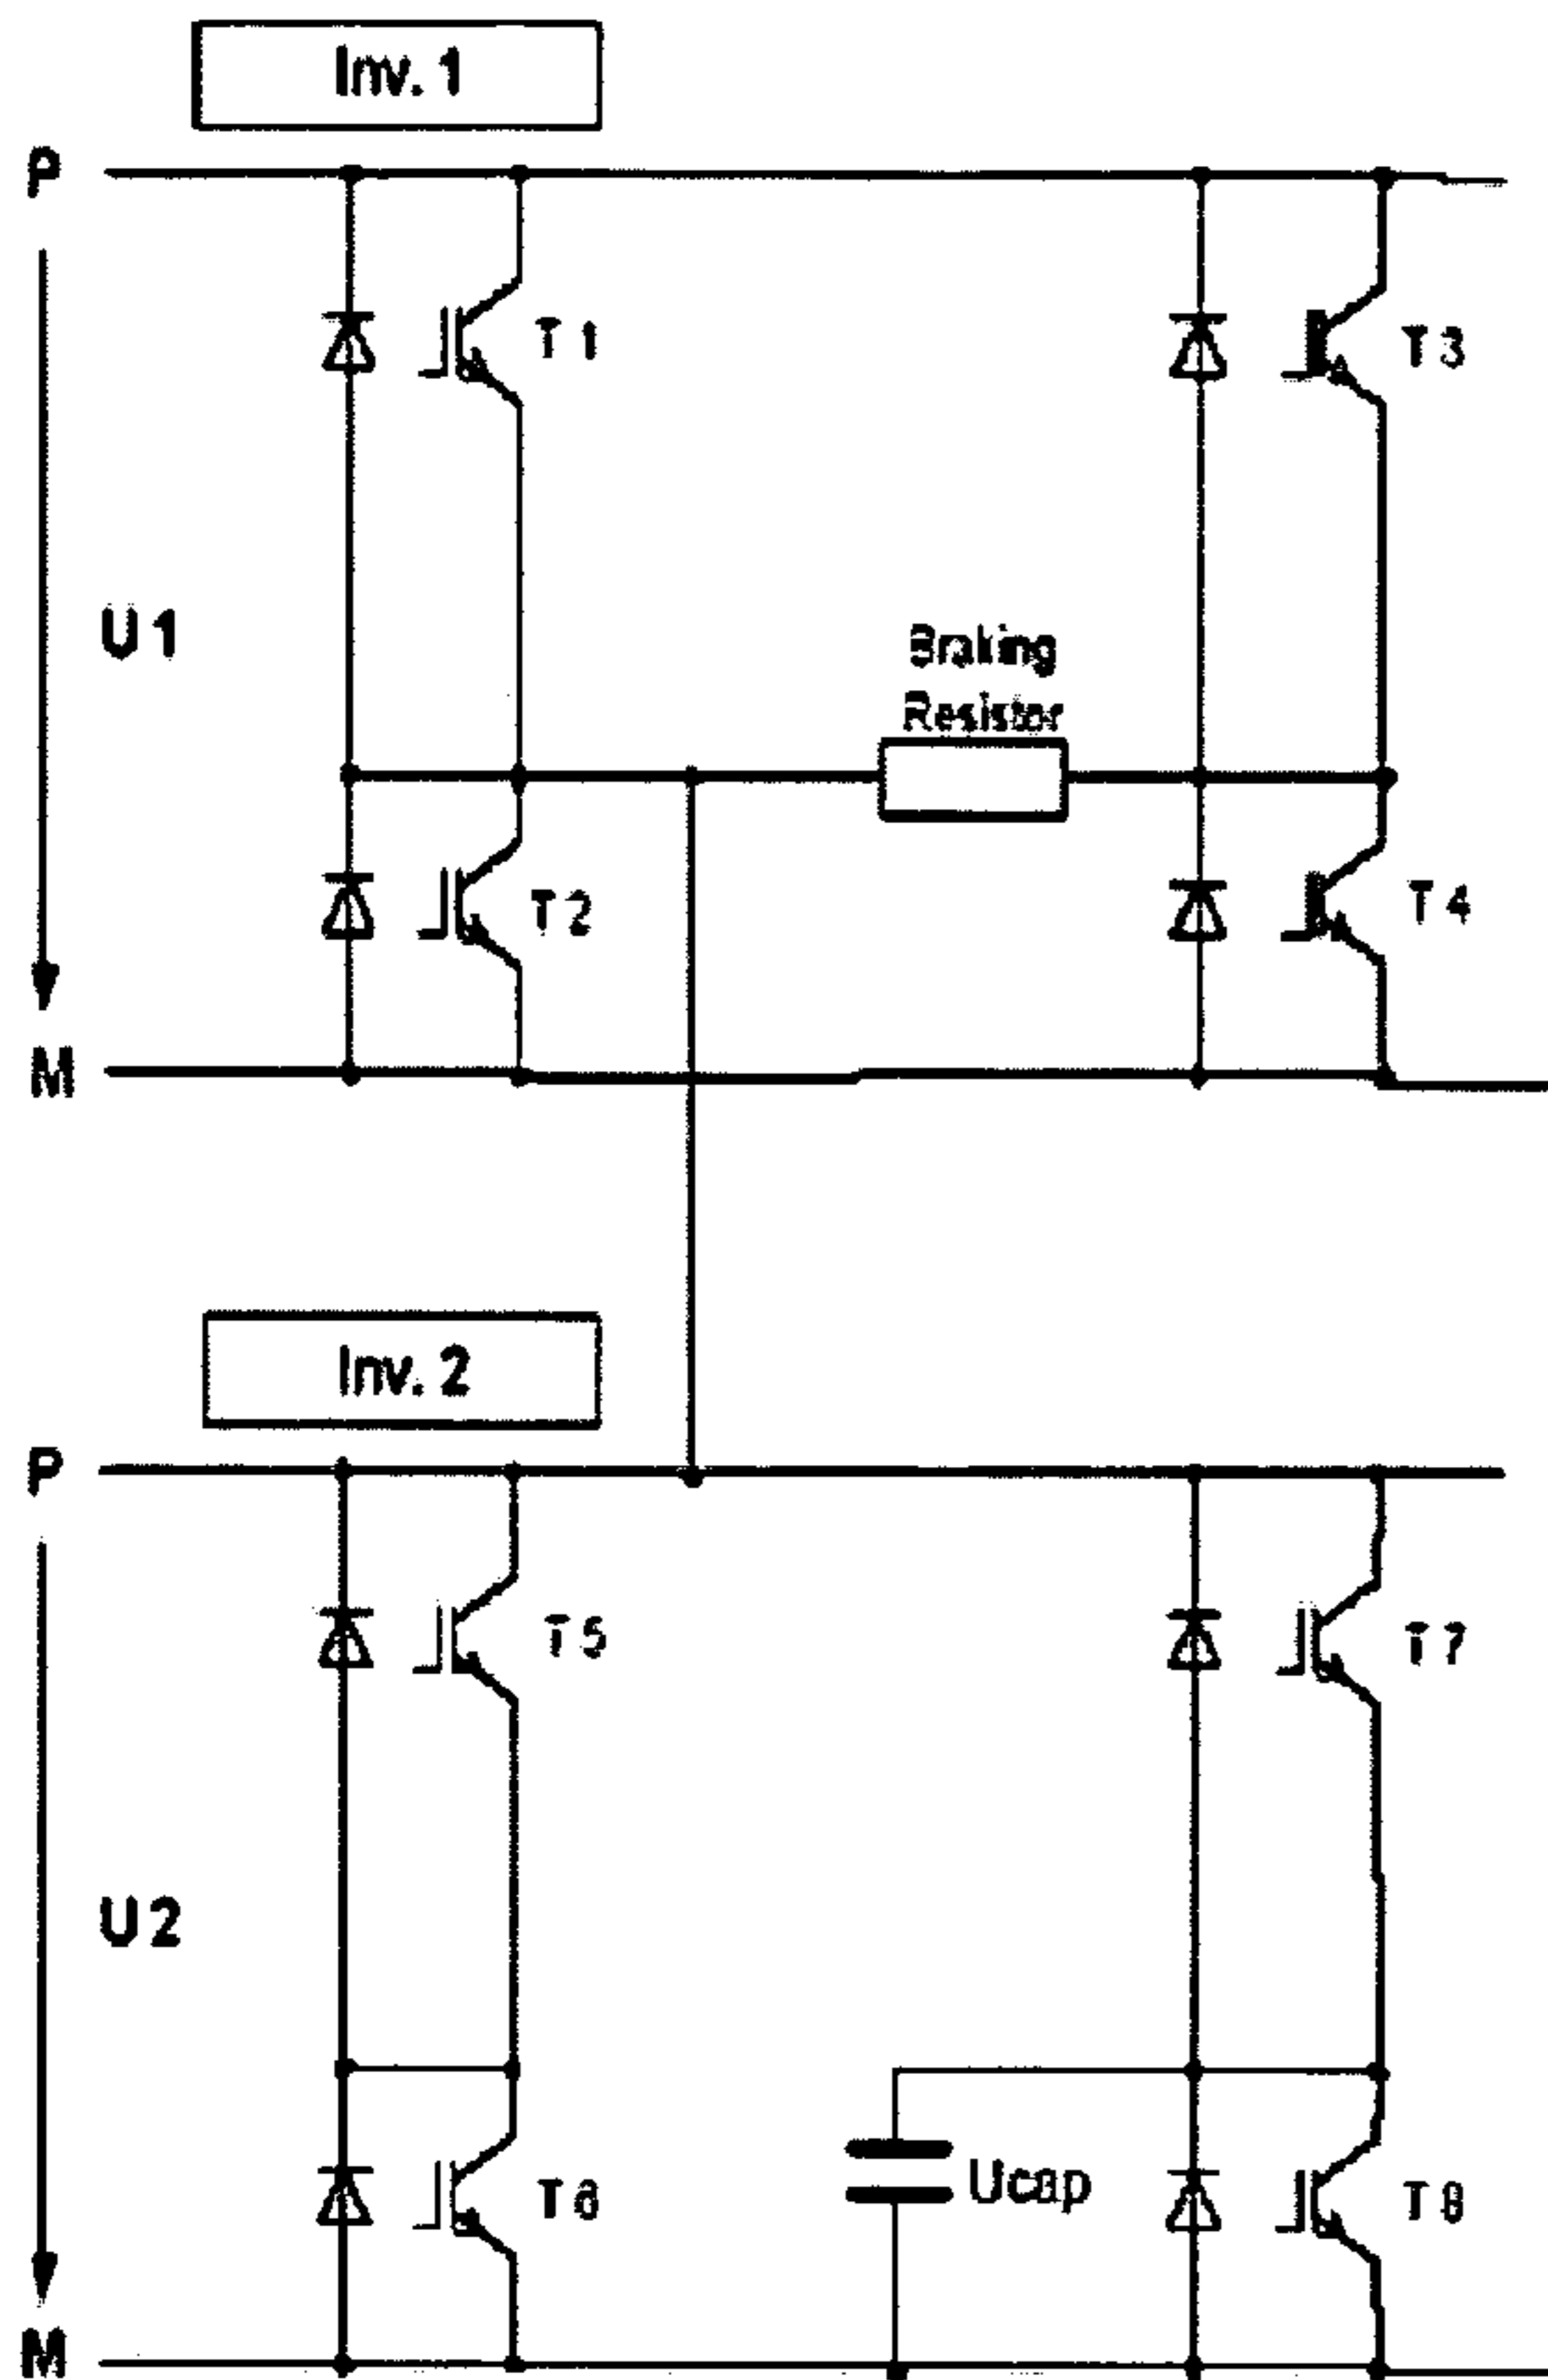 Inv. 1
P
T1
T3
U1
Braking
Resistor
T2
T4
M
Inv. 2
P
T5
T7
U2
Ucap
T6
T8
M